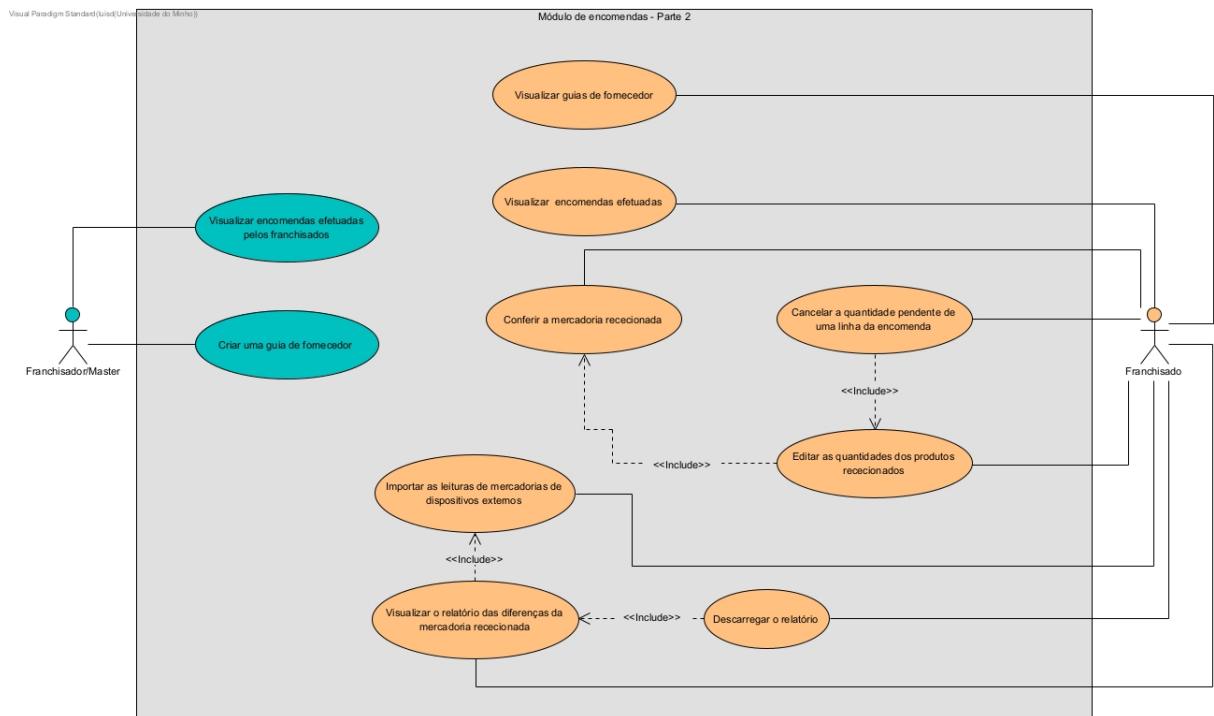 Visual Paradigm Standard(luisd(Universidade do Minho))
Módulo de encomendas - Parte 2
Visualizar guias de fornecedor
Visualizar encomendas efetuadas
Visualizar encomendas efetuadas
pelos franchisados
Conferir a mercadoria rececionada
Cancelar a quantidade pendente de
uma linha da encomenda
Criar uma guia de fornecedor
Franchisador/Master
Franchisado
<<Include>>
Editar as quantidades dos produtos
rececionados
<<Include>>
Importar as leituras de mercadorias de
dispositivos externos
<<Include>>
Visualizar o relatório das diferenças da
mercadoria rececionada
<<Include>>
Descarregar o relatório